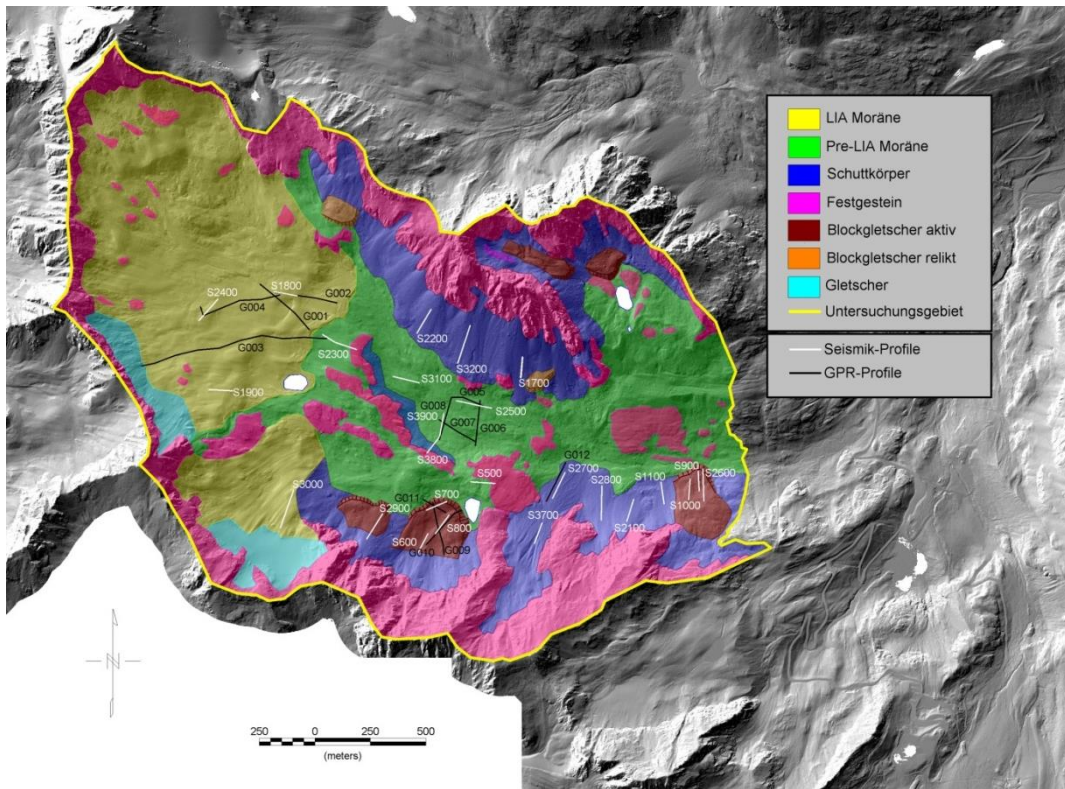 LIA Moräne
Pre-LIA Moräne
Schuttkörper
Festgestein
Blockgletscher aktiv
Blockgletscher relikt
Gletscher
Untersuchungsgebiet
Seismik-Profile
GPR-Profile
S2400
S1800
G002
G004
G001
G003
S2300
S2200
S3200
S1700
S3100
S1900
G005
G008
S2500
S3900
G007
G006
S3800
G012
S500
S2700
S900
S2600
S1100
S2800
S3000
G011
S700
S1000
S2900
S3700
S2100
S800
S600
G010
G009
N
250 0 250 500
(meters)